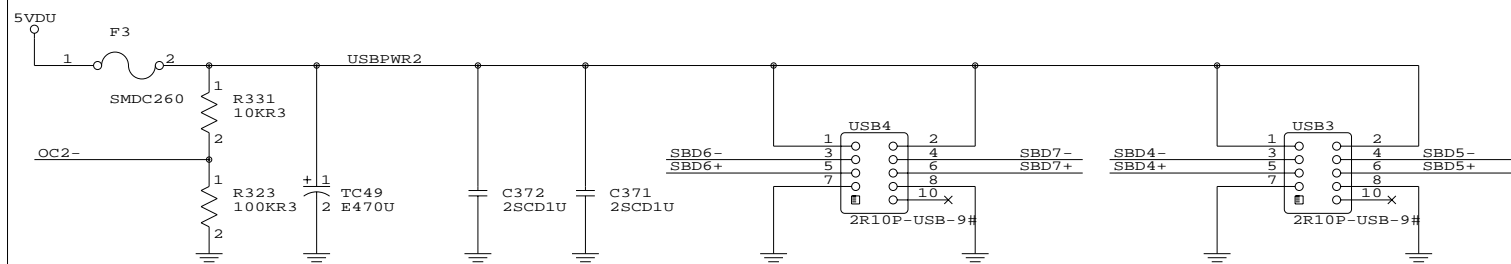 5VDU
F3
1 2
USBPWR2
SMDC260
1
R331
10KR3
2
OC2-
1
R323
100KR3
2
+ 1
TC49
2 E470U
C372
2SCD1U
C371
2SCD1U
USB4
1 2
SBD6- 3 4 SBD7-
SBD6+ 5 6 SBD7+
7 8
10
2R10P-USB-9#
USB3
1 2
SBD4- 3 4 SBD5-
SBD4+ 5 6 SBD5+
7 8
10
2R10P-USB-9#